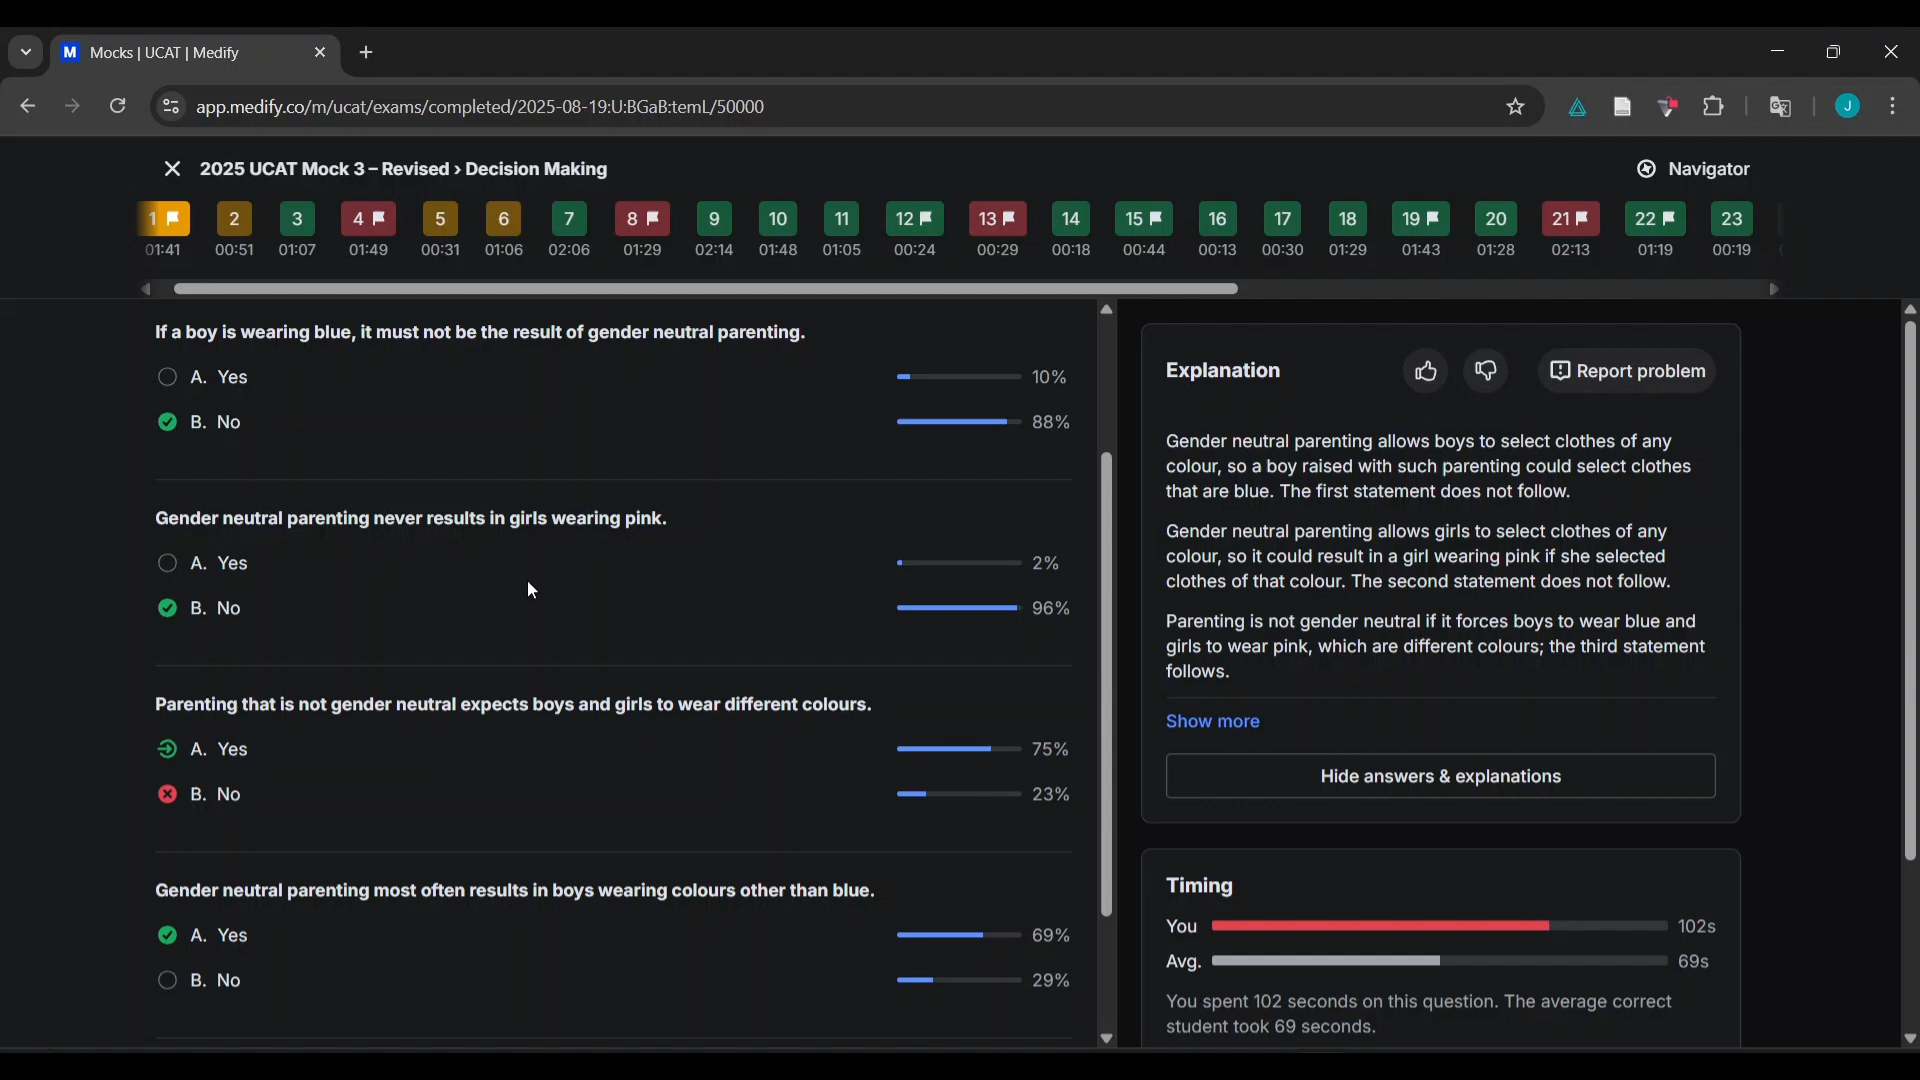 Mocks | UCAT | Medify
app.medify.co/m/ucat/exams/completed/2025-08-19:U:BGaB:temL/50000
J
2025 UCAT Mock 3 – Revised › Decision Making
Navigator
1 2 3 4 5 6 7 8 9 10 11 12 13 14 15 16 17 18 19 20 21 22 23
01:41 00:51 01:07 01:49 00:31 01:06 02:06 01:29 02:14 01:48 01:05 00:24 00:29 00:18 00:44 00:13 00:30 01:29 01:43 01:28 02:13 01:19 00:19
If a boy is wearing blue, it must not be the result of gender neutral parenting.
A. Yes 10%
B. No 88%
Gender neutral parenting never results in girls wearing pink.
A. Yes 2%
B. No 96%
Parenting that is not gender neutral expects boys and girls to wear different colours.
A. Yes 75%
B. No 23%
Gender neutral parenting most often results in boys wearing colours other than blue.
A. Yes 69%
B. No 29%
Explanation
Report problem
Gender neutral parenting allows boys to select clothes of any
colour, so a boy raised with such parenting could select clothes
that are blue. The first statement does not follow.
Gender neutral parenting allows girls to select clothes of any
colour, so it could result in a girl wearing pink if she selected
clothes of that colour. The second statement does not follow.
Parenting is not gender neutral if it forces boys to wear blue and
girls to wear pink, which are different colours; the third statement
follows.
Show more
Hide answers & explanations
Timing
You 102s
Avg. 69s
You spent 102 seconds on this question. The average correct
student took 69 seconds.